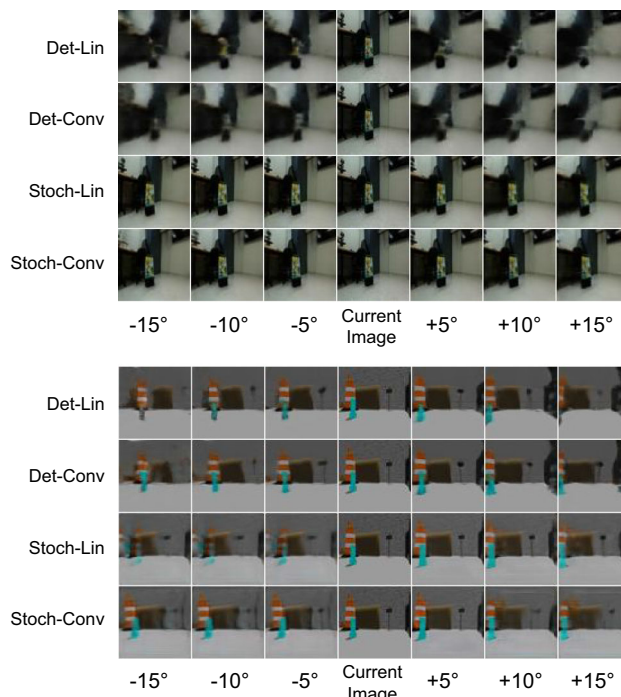 Det-Lin
Det-Conv
Stoch-Lin
Stoch-Conv
-15° -10° -5° Current Image +5° +10° +15°
Det-Lin
Det-Conv
Stoch-Lin
Stoch-Conv
-15° -10° -5° Current Image +5° +10° +15°